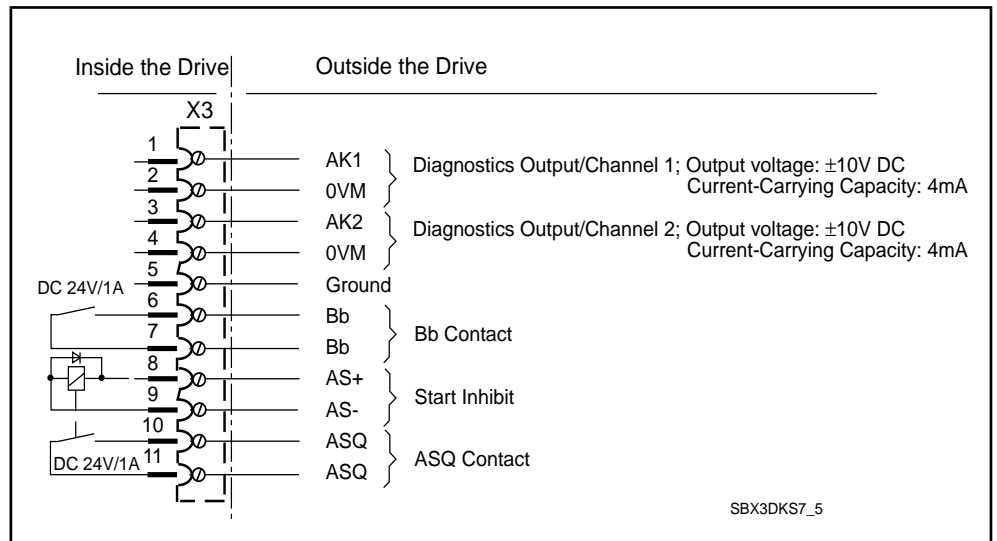 Inside the Drive Outside the Drive
X3
1 AK1 Diagnostics Output/Channel 1; Output voltage: ±10V DC
2 0VM Current-Carrying Capacity: 4mA
3 AK2 Diagnostics Output/Channel 2; Output voltage: ±10V DC
4 0VM Current-Carrying Capacity: 4mA
5 Ground
DC 24V/1A
6 Bb
Bb Contact
7 Bb
8 AS+
Start Inhibit
9 AS-
10 ASQ
ASQ Contact
DC 24V/1A 11 ASQ
SBX3DKS7_5